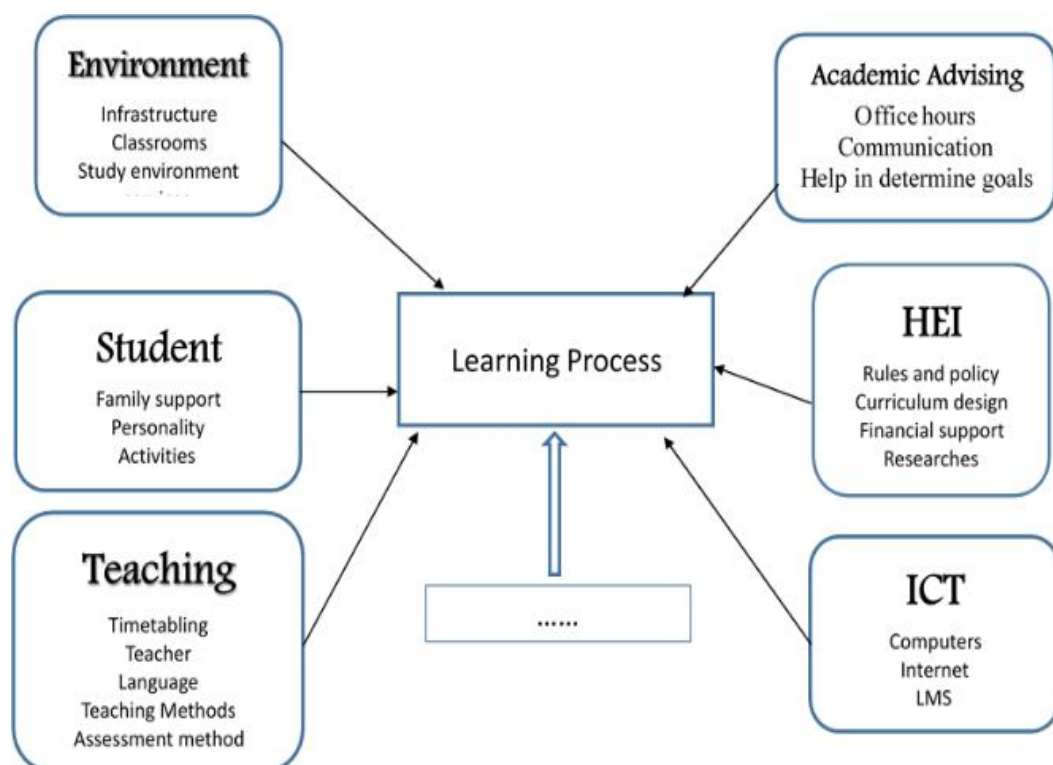 Environment
Infrastructure
Classrooms
Study environment
Academic Advising
Office hours
Communication
Help in determine goals
Student
Family support
Personality
Activities
Learning Process
HEI
Rules and policy
Curriculum design
Financial support
Researches
Teaching
Timetabling
Teacher
Language
Teaching Methods
Assessment method
......
ICT
Computers
Internet
LMS